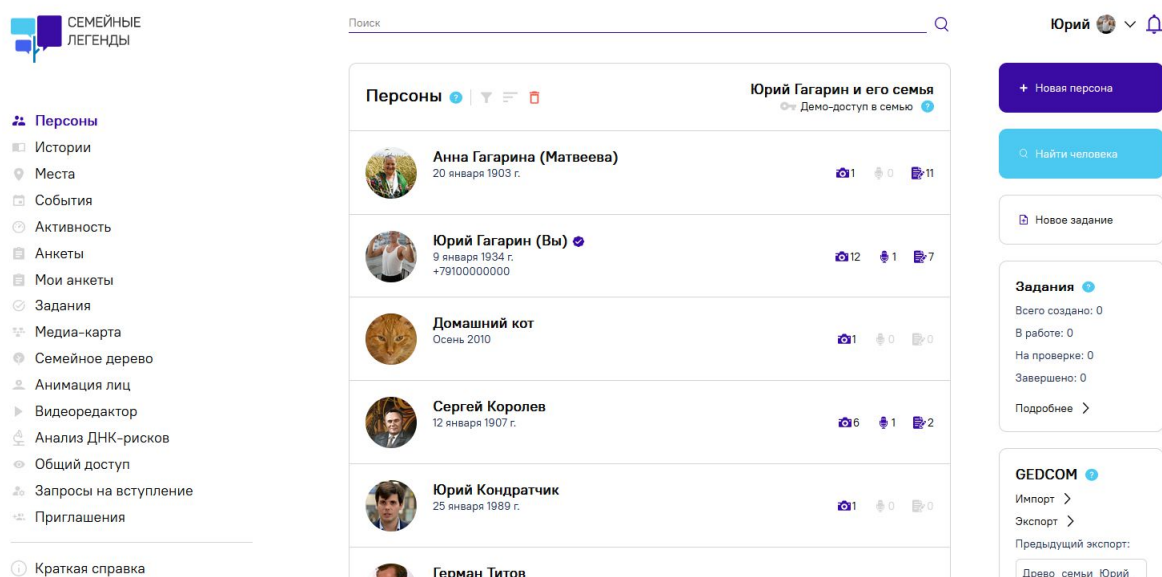 СЕМЕЙНЫЕ
ЛЕГЕНДЫ
Поиск
Юрий
Персоны
Истории
Места
События
Активность
Анкеты
Мои анкеты
Задания
Медиа-карта
Семейное дерево
Анимация лиц
Видеоредактор
Анализ ДНК-рисков
Общий доступ
Запросы на вступление
Приглашения
Краткая справка
Персоны ?
Юрий Гагарин и его семья
Демо-доступ в семью ?
Анна Гагарина (Матвеева)
20 января 1903 г.
1 0 11
Юрий Гагарин (Вы)
9 января 1934 г.
+79100000000
12 1 7
Домашний кот
Осень 2010
1 0 0
Сергей Королев
12 января 1907 г.
6 1 2
Юрий Кондратчик
25 января 1989 г.
1 0 0
Герман Титов
+ Новая персона
Найти человека
Новое задание
Задания ?
Всего создано: 0
В работе: 0
На проверке: 0
Завершено: 0
Подробнее
GEDCOM ?
Импорт
Экспорт
Предыдущий экспорт:
Древо_семьи_Юрий